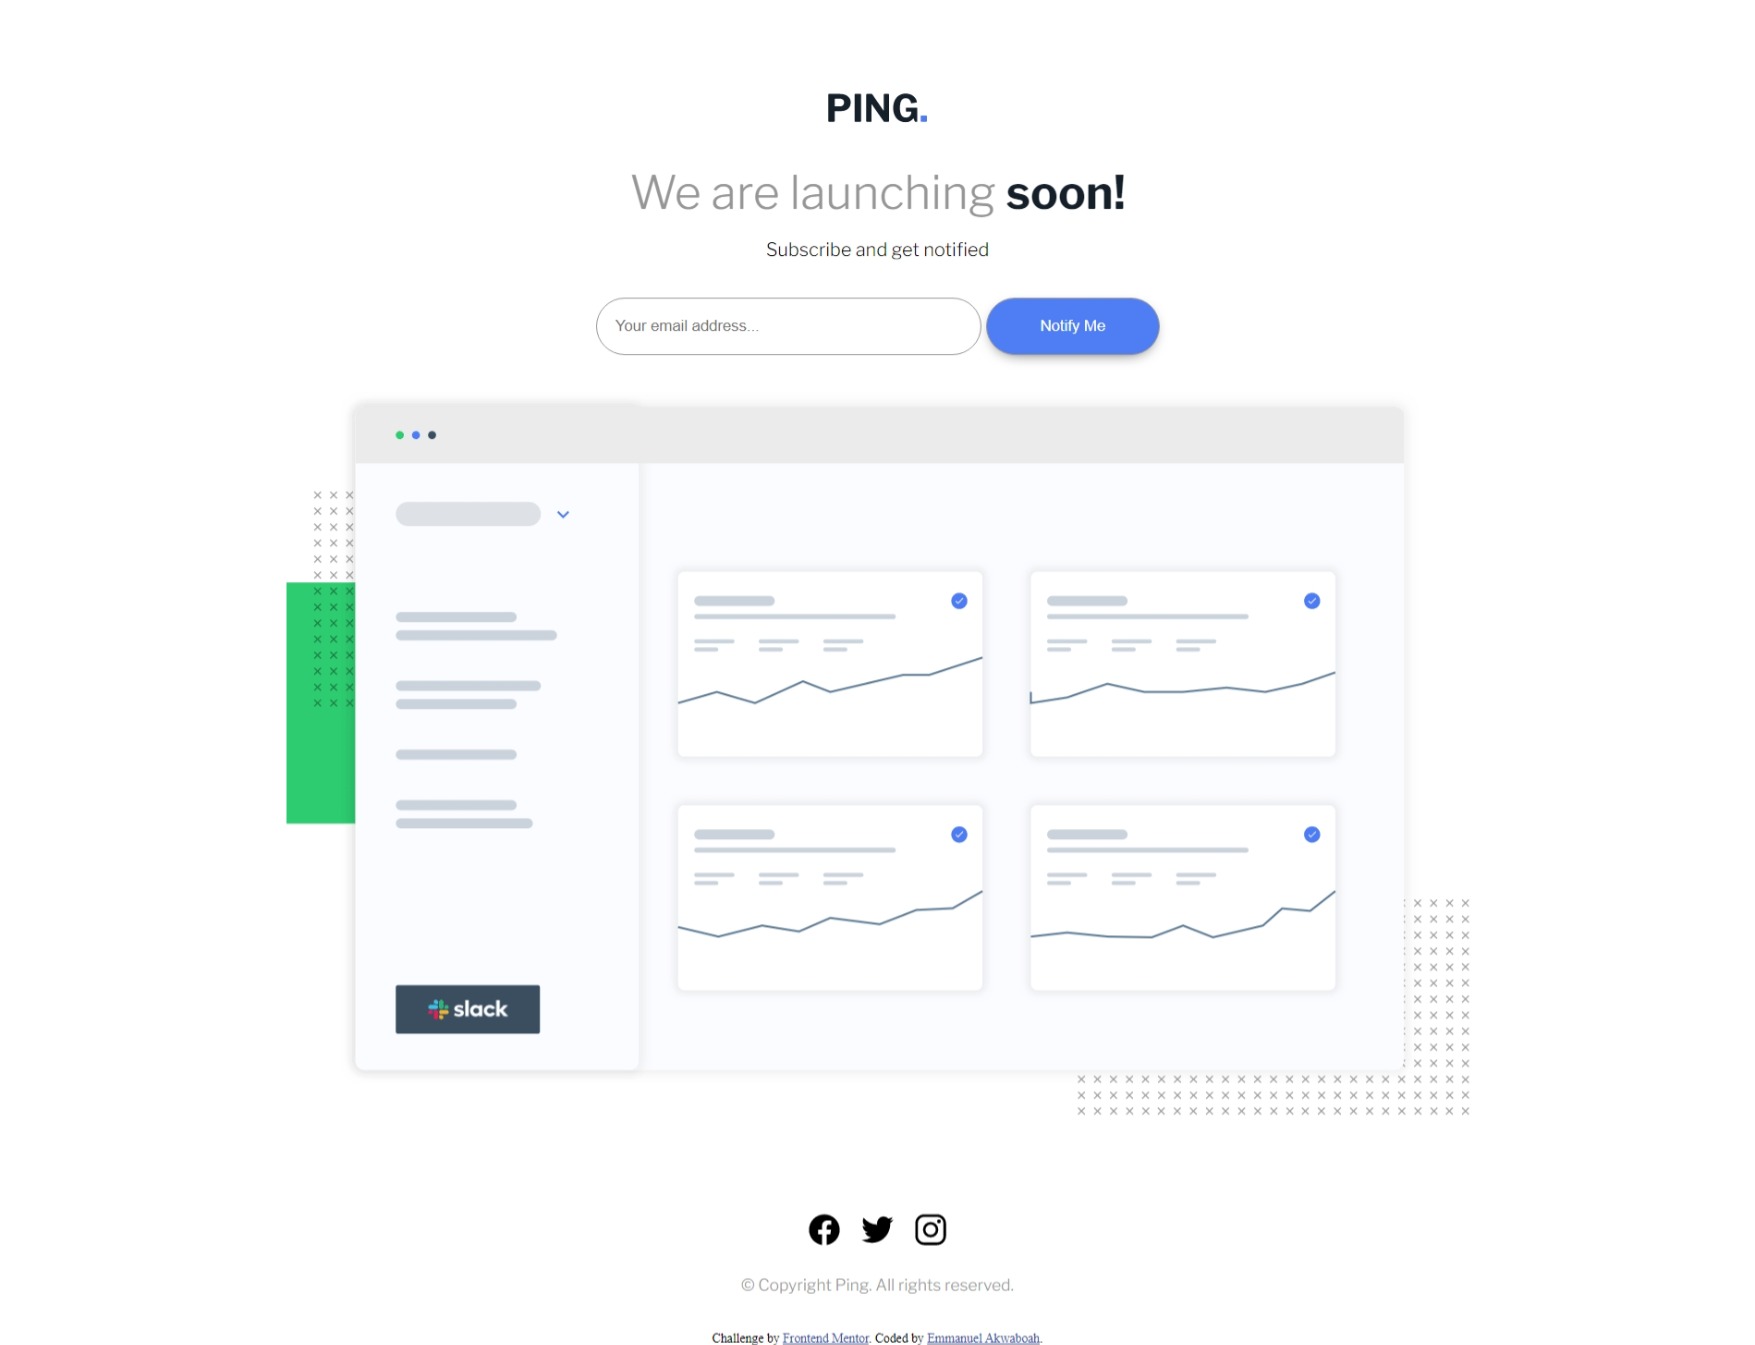 PING.
We are launching soon!
Subscribe and get notified
Your email address...
Notify Me
slack
© Copyright Ping. All rights reserved.
Challenge by Frontend Mentor. Coded by Emmanuel Akwaboah.